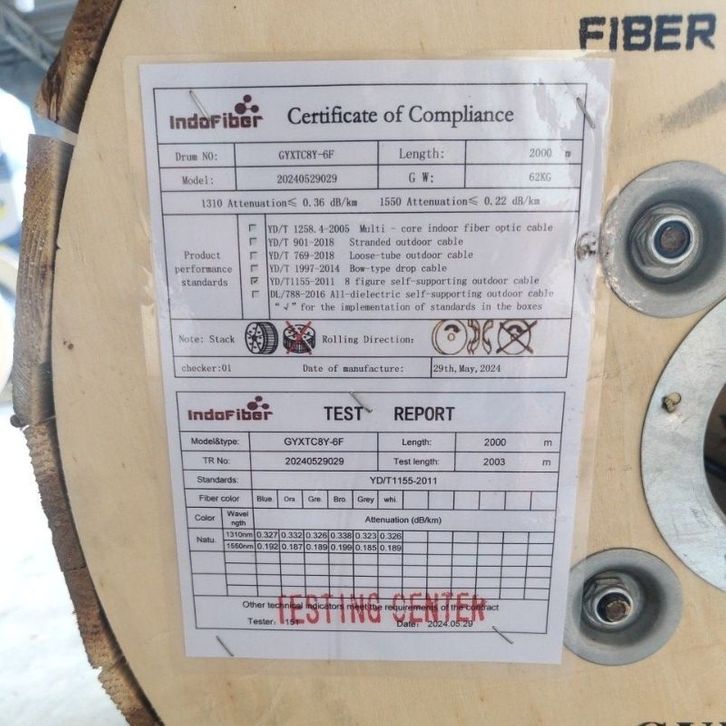 FIBER
IndoFiber Certificate of Compliance
Drum NO: GYXTC8Y-6F Length: 2000 m
Model: 20240529029 G W: 62KG
1310 Attenuation≤ 0.36 dB/km 1550 Attenuation≤ 0.22 dB/km
Product performance standards
YD/T 1258.4-2005 Multi - core indoor fiber optic cable
YD/T 901-2018 Stranded outdoor cable
YD/T 769-2018 Loose-tube outdoor cable
YD/T 1997-2014 Bow-type drop cable
YD/T1155-2011 8 figure self-supporting outdoor cable
DL/788-2016 All-dielectric self-supporting outdoor cable
“√” for the implementation of standards in the boxes
Note: Stack Rolling Direction:
checker:01 Date of manufacture: 29th,May,2024
IndoFiber TEST REPORT
Model&type: GYXTC8Y-6F Length: 2000 m
TR No: 20240529029 Test length: 2003 m
Standards: YD/T1155-2011
Fiber color Blue Ora Gre. Bro. Grey whi.
Color Wavel ngth Attenuation (dB/km)
Natu. 1310nm 0.327 0.332 0.326 0.338 0.323 0.326
1550nm 0.192 0.187 0.189 0.199 0.185 0.189
Other technical indicators meet the requirements of the contract
TESTING CENTER
Tester: 151 Date: 2024.05.29